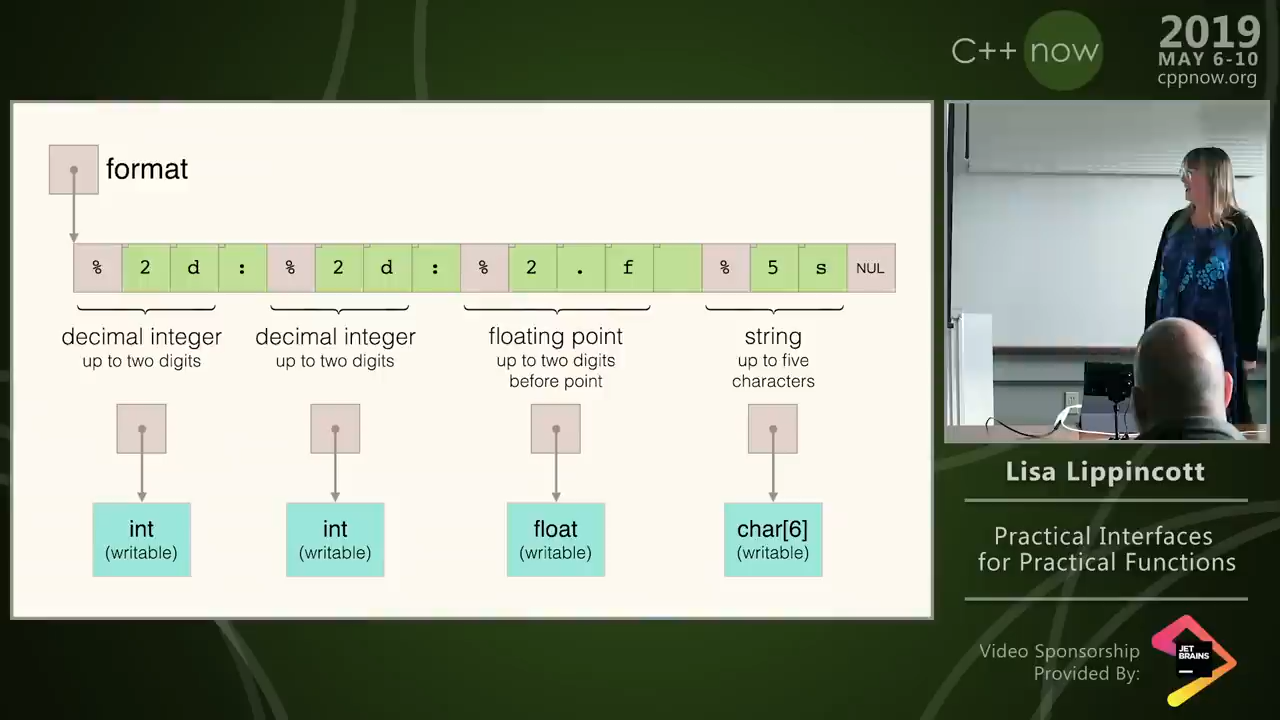 C++ now
2019
MAY 6-10
cppnow.org
format
% 2 d : % 2 d : % 2 . f % 5 s NUL
decimal integer
up to two digits
decimal integer
up to two digits
floating point
up to two digits
before point
string
up to five
characters
int
(writable)
int
(writable)
float
(writable)
char[6]
(writable)
Lisa Lippincott
Practical Interfaces
for Practical Functions
Video Sponsorship
Provided By:
JET
BRAINS